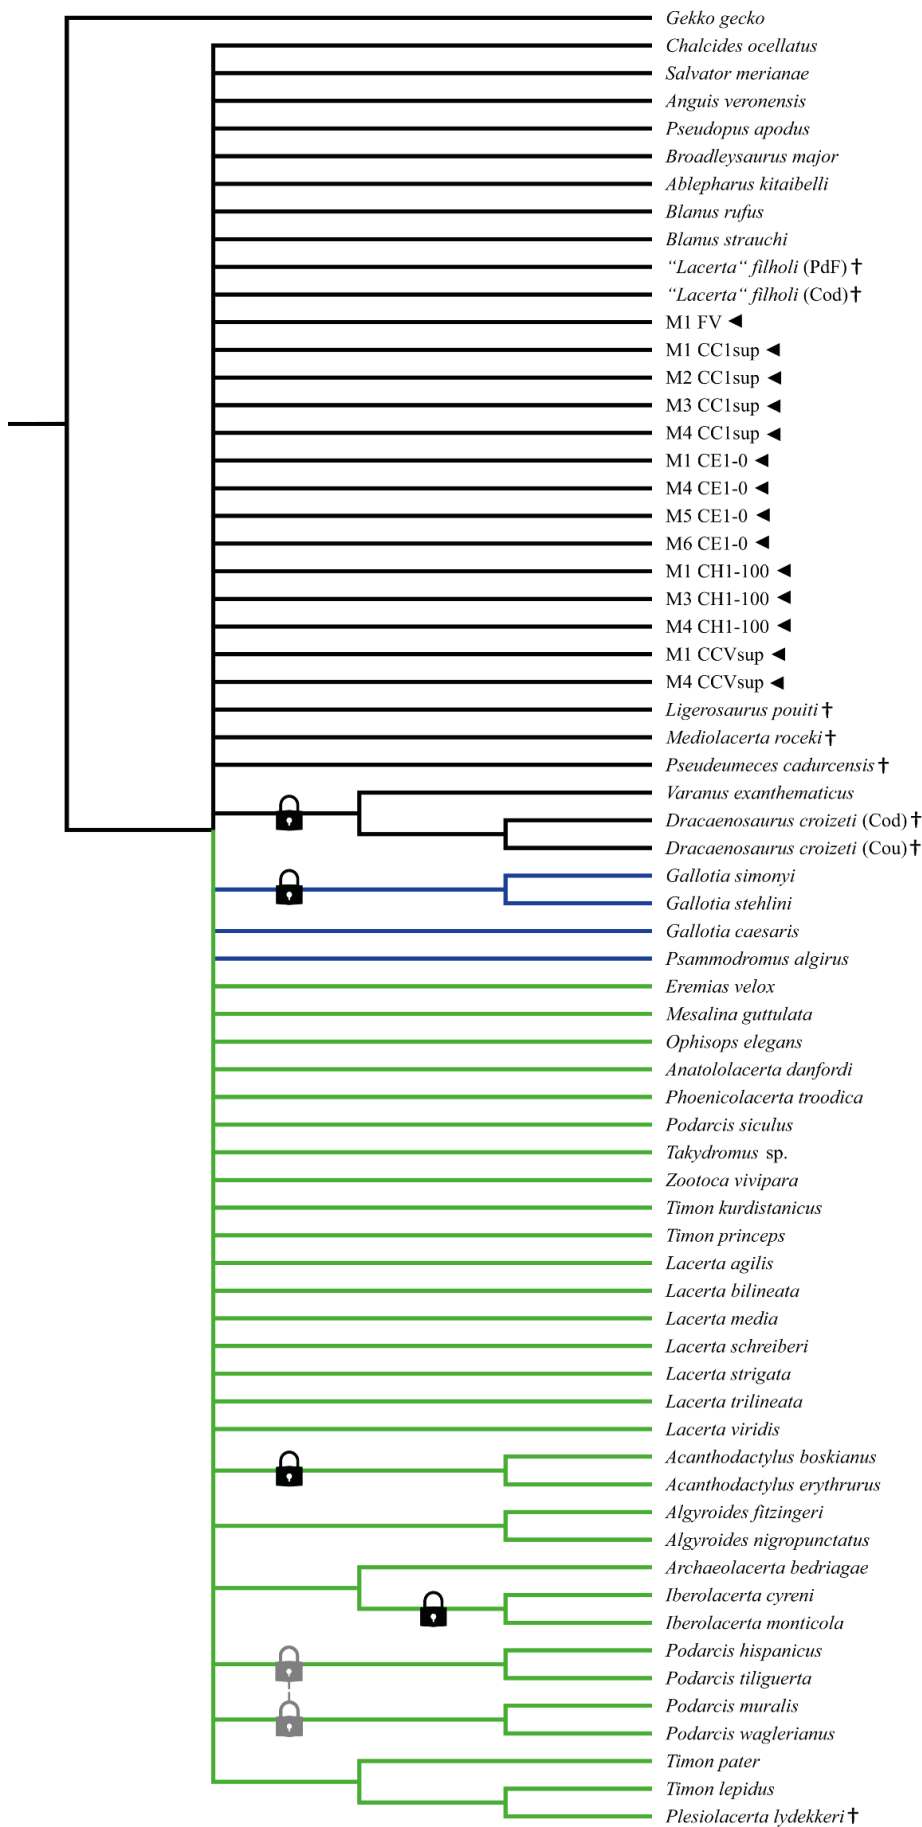 Gekko gecko
Chalcides ocellatus
Salvator merianae
Anguis veronensis
Pseudopus apodus
Broadleysaurus major
Ablepharus kitaibelli
Blanus rufus
Blanus strauchi
“Lacerta“ filholi (PdF) †
“Lacerta“ filholi (Cod) †
M1 FV ◄
M1 CC1sup ◄
M2 CC1sup ◄
M3 CC1sup ◄
M4 CC1sup ◄
M1 CE1-0 ◄
M4 CE1-0 ◄
M5 CE1-0 ◄
M6 CE1-0 ◄
M1 CH1-100 ◄
M3 CH1-100 ◄
M4 CH1-100 ◄
M1 CCVsup ◄
M4 CCVsup ◄
Ligerosaurus pouiti †
Mediolacerta roceki †
Pseudeumeces cadurcensis †
Varanus exanthematicus
Dracaenosaurus croizeti (Cod) †
Dracaenosaurus croizeti (Cou) †
Gallotia simonyi
Gallotia stehlini
Gallotia caesaris
Psammodromus algirus
Eremias velox
Mesalina guttulata
Ophisops elegans
Anatololacerta danfordi
Phoenicolacerta troodica
Podarcis siculus
Takydromus sp.
Zootoca vivipara
Timon kurdistanicus
Timon princeps
Lacerta agilis
Lacerta bilineata
Lacerta media
Lacerta schreiberi
Lacerta strigata
Lacerta trilineata
Lacerta viridis
Acanthodactylus boskianus
Acanthodactylus erythrurus
Algyroides fitzingeri
Algyroides nigropunctatus
Archaeolacerta bedriagae
Iberolacerta cyreni
Iberolacerta monticola
Podarcis hispanicus
Podarcis tiliguerta
Podarcis muralis
Podarcis waglerianus
Timon pater
Timon lepidus
Plesiolacerta lydekkeri †